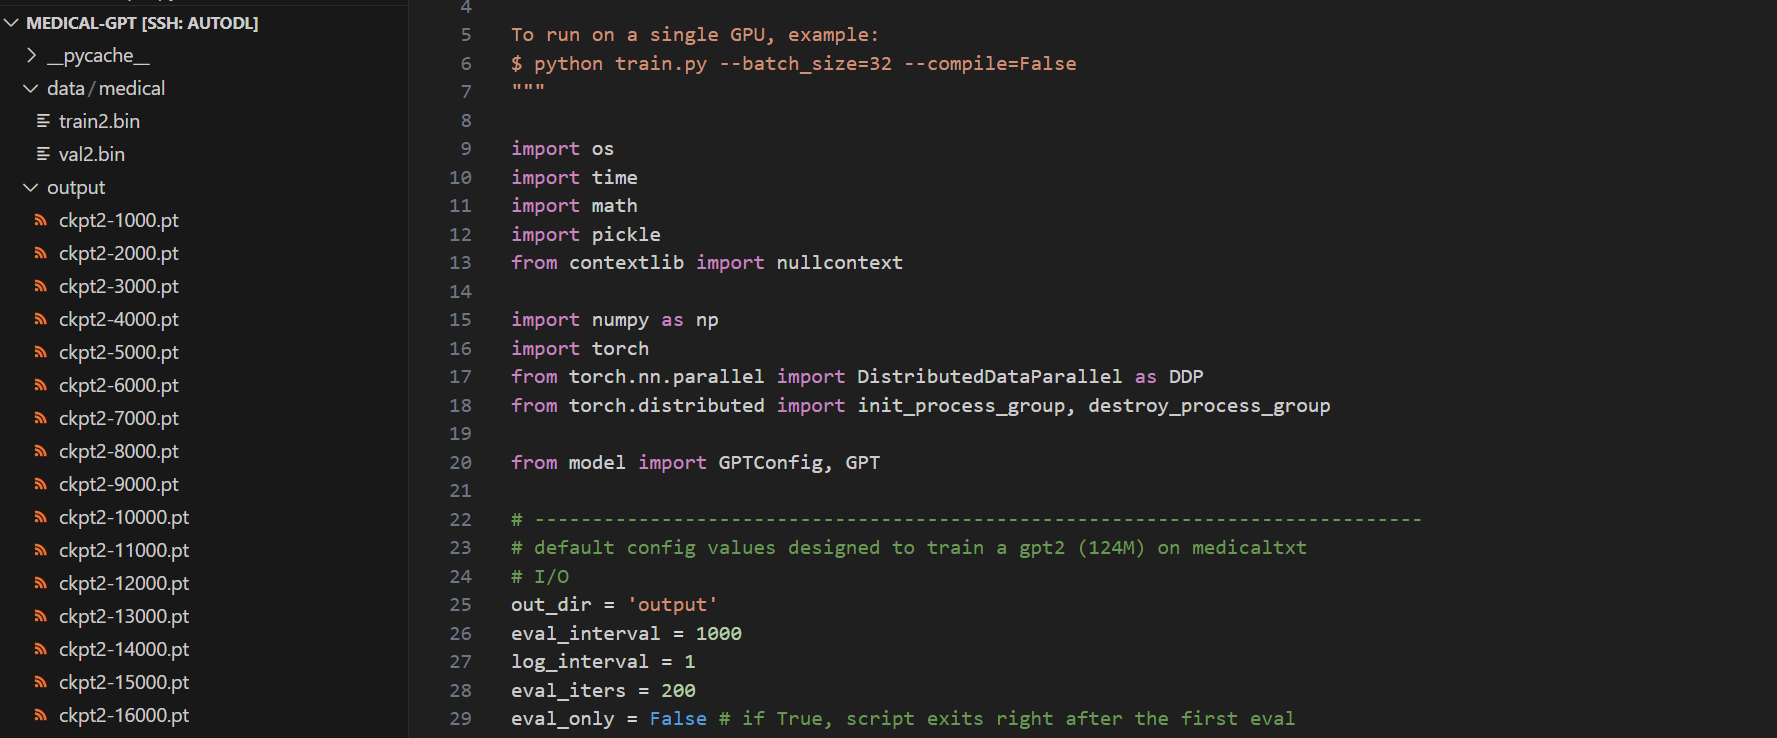 MEDICAL-GPT [SSH: AUTODL]
__pycache__
data/medical
train2.bin
val2.bin
output
ckpt2-1000.pt
ckpt2-2000.pt
ckpt2-3000.pt
ckpt2-4000.pt
ckpt2-5000.pt
ckpt2-6000.pt
ckpt2-7000.pt
ckpt2-8000.pt
ckpt2-9000.pt
ckpt2-10000.pt
ckpt2-11000.pt
ckpt2-12000.pt
ckpt2-13000.pt
ckpt2-14000.pt
ckpt2-15000.pt
ckpt2-16000.pt
4
5 To run on a single GPU, example:
6 $ python train.py --batch_size=32 --compile=False
7 """
8
9 import os
10 import time
11 import math
12 import pickle
13 from contextlib import nullcontext
14
15 import numpy as np
16 import torch
17 from torch.nn.parallel import DistributedDataParallel as DDP
18 from torch.distributed import init_process_group, destroy_process_group
19
20 from model import GPTConfig, GPT
21
22 # -----------------------------------------------------------------------------
23 # default config values designed to train a gpt2 (124M) on medicaltxt
24 # I/O
25 out_dir = 'output'
26 eval_interval = 1000
27 log_interval = 1
28 eval_iters = 200
29 eval_only = False # if True, script exits right after the first eval